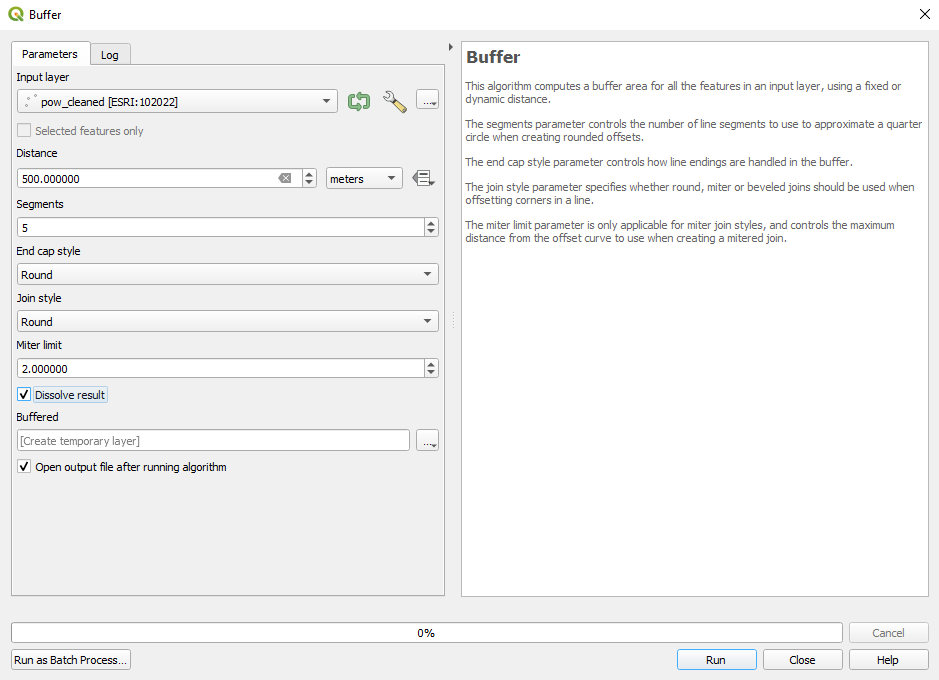 Buffer
Parameters
Log
Input layer
pow_cleaned [ESRI:102022]
...
Selected features only
Distance
500.000000
meters
Segments
5
End cap style
Round
Join style
Round
Miter limit
2.000000
Dissolve result
Buffered
[Create temporary layer]
...
Open output file after running algorithm
Buffer
This algorithm computes a buffer area for all the features in an input layer, using a fixed or
dynamic distance.
The segments parameter controls the number of line segments to use to approximate a quarter
circle when creating rounded offsets.
The end cap style parameter controls how line endings are handled in the buffer.
The join style parameter specifies whether round, miter or beveled joins should be used when
offsetting corners in a line.
The miter limit parameter is only applicable for miter join styles, and controls the maximum
distance from the offset curve to use when creating a mitered join.
0%
Cancel
Run as Batch Process...
Run
Close
Help